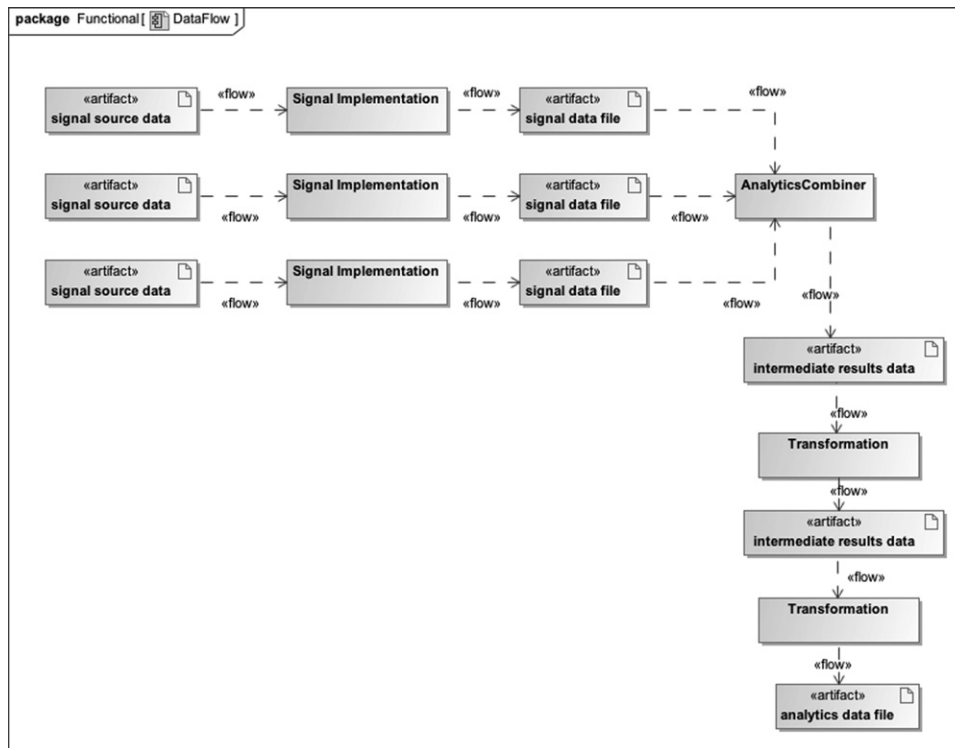 package Functional[ DataFlow ]
«artifact»
signal source data
«flow»
Signal Implementation
«flow»
«artifact»
signal data file
«flow»
«artifact»
signal source data
«flow»
Signal Implementation
«flow»
«artifact»
signal data file
«flow»
AnalyticsCombiner
«artifact»
signal source data
«flow»
Signal Implementation
«flow»
«artifact»
signal data file
«flow»
«flow»
«artifact»
intermediate results data
«flow»
Transformation
«flow»
«artifact»
intermediate results data
«flow»
Transformation
«flow»
«artifact»
analytics data file